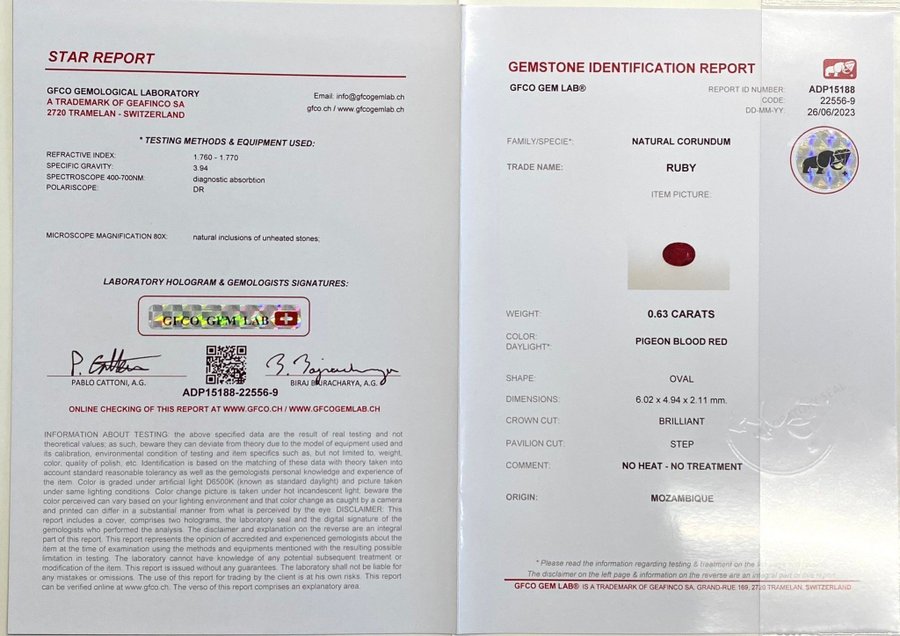 STAR REPORT
GFCO GEMOLOGICAL LABORATORY
A TRADEMARK OF GEAFINCO SA
2720 TRAMELAN - SWITZERLAND
Email: info@gfcogemlab.ch
gfco.ch / www.gfcogemlab.ch
* TESTING METHODS & EQUIPMENT USED:
REFRACTIVE INDEX: 1.760 - 1.770
SPECIFIC GRAVITY: 3.94
SPECTROSCOPE 400-700NM: diagnostic absorbtion
POLARISCOPE: DR
MICROSCOPE MAGNIFICATION 80X: natural inclusions of unheated stones;
LABORATORY HOLOGRAM & GEMOLOGISTS SIGNATURES:
GFCO GEM LAB
PABLO CATTONI, A.G.
BIRAJ BAJRACHARYA, A.G.
ADP15188-22556-9
ONLINE CHECKING OF THIS REPORT AT WWW.GFCO.CH / WWW.GFCOGEMLAB.CH
INFORMATION ABOUT TESTING: the above specified data are the result of real testing and not
theoretical values; as such, beware they can deviate from theory due to the model of equipment used and
its calibration, environmental condition of testing and item specifics such as, but not limited to, weight,
color, quality of polish, etc. Identification is based on the matching of these data with theory taken into
account standard reasonable tolerancy as well as the gemologists personal knowledge and experience of
the item. Color is graded under artificial light D6500K (known as standard daylight) and picture taken
under same lighting conditions. Color change picture is taken under hot incandescent light; beware the
color perceived can vary based on your lighting environment and that color change as caught by a camera
and printed can differ in a substantial manner from what is perceived by the eye. DISCLAIMER: This
report includes a cover, comprises two holograms, the laboratory seal and the digital signature of the
gemologists who performed the analysis. The disclaimer and explanation on the reverse are an integral
part of this report. This report represents the opinion of accredited and experienced gemologists about the
item at the time of examination using the methods and equipments mentioned with the resulting possible
limitation in testing. The laboratory cannot have knowledge of any potential subsequent treatment or
modification of the item. This report is issued without any guarantees. The laboratory shall not be liable for
any mistakes or omissions. The use of this report for trading by the client is at his own risks. This report
can be verified online at www.gfco.ch. The verso of this report comprises an explanatory area.
GEMSTONE IDENTIFICATION REPORT
GFCO GEM LAB®
REPORT ID NUMBER: ADP15188
CODE: 22556-9
DD-MM-YY: 26/06/2023
FAMILY/SPECIE*: NATURAL CORUNDUM
TRADE NAME: RUBY
ITEM PICTURE:
WEIGHT: 0.63 CARATS
COLOR:
DAYLIGHT* PIGEON BLOOD RED
SHAPE: OVAL
DIMENSIONS: 6.02 x 4.94 x 2.11 mm.
CROWN CUT: BRILLIANT
PAVILION CUT: STEP
COMMENT: NO HEAT - NO TREATMENT
ORIGIN: MOZAMBIQUE
* Please read the information regarding testing & treatment on the
The disclaimer on the left page & information on the reverse are an integral part of this report
GFCO GEM LAB® IS A TRADEMARK OF GEAFINCO SA, GRAND-RUE 169, 2720 TRAMELAN, SWITZERLAND